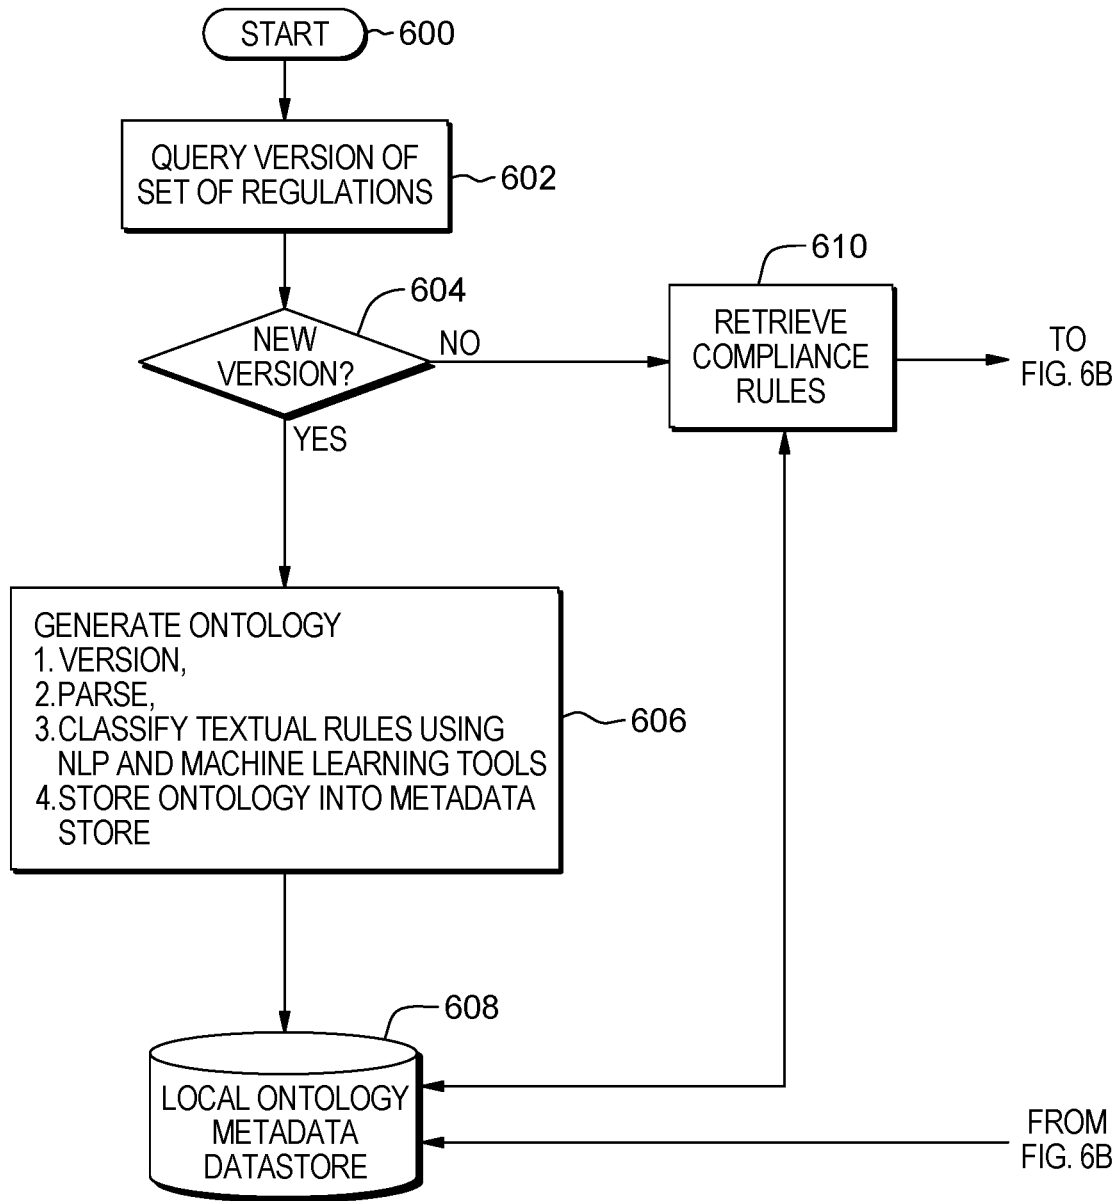 START
600
QUERY VERSION OF
SET OF REGULATIONS
602
604
NEW
VERSION?
NO
YES
610
RETRIEVE
COMPLIANCE
RULES
TO
FIG. 6B
GENERATE ONTOLOGY
1. VERSION,
2. PARSE,
3. CLASSIFY TEXTUAL RULES USING
NLP AND MACHINE LEARNING TOOLS
4. STORE ONTOLOGY INTO METADATA
STORE
606
608
LOCAL ONTOLOGY
METADATA
DATASTORE
FROM
FIG. 6B